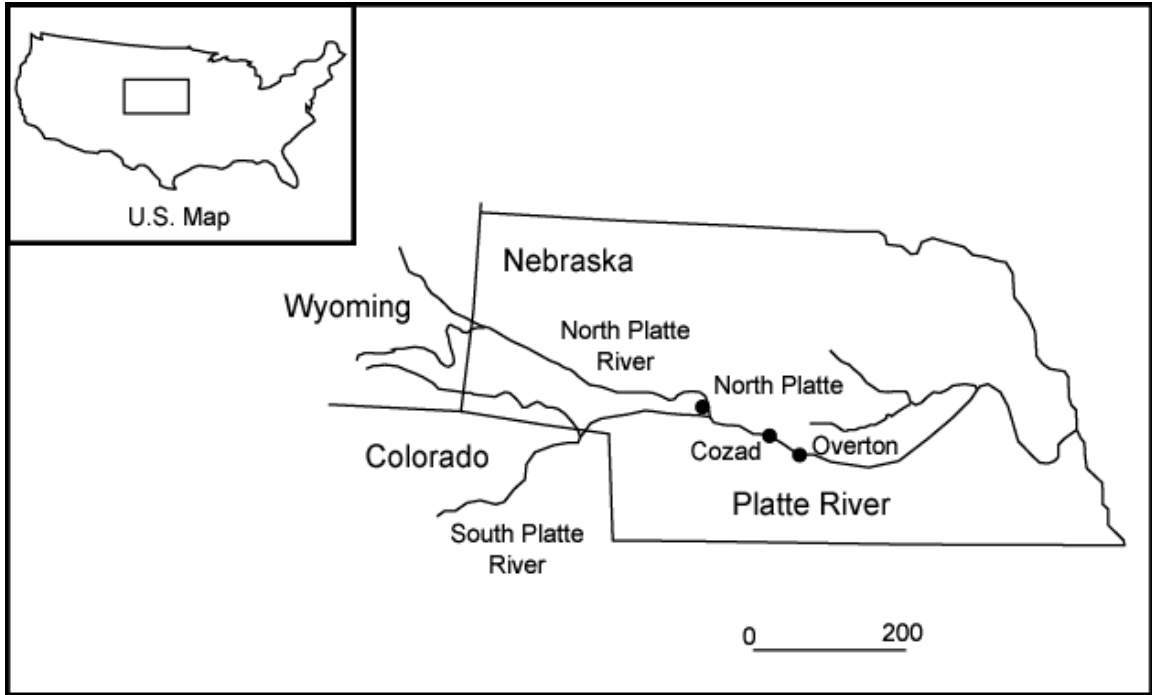 U.S. Map
Nebraska
Wyoming
North Platte
River
North Platte
Cozad
Overton
Colorado
Platte River
South Platte
River
0
200